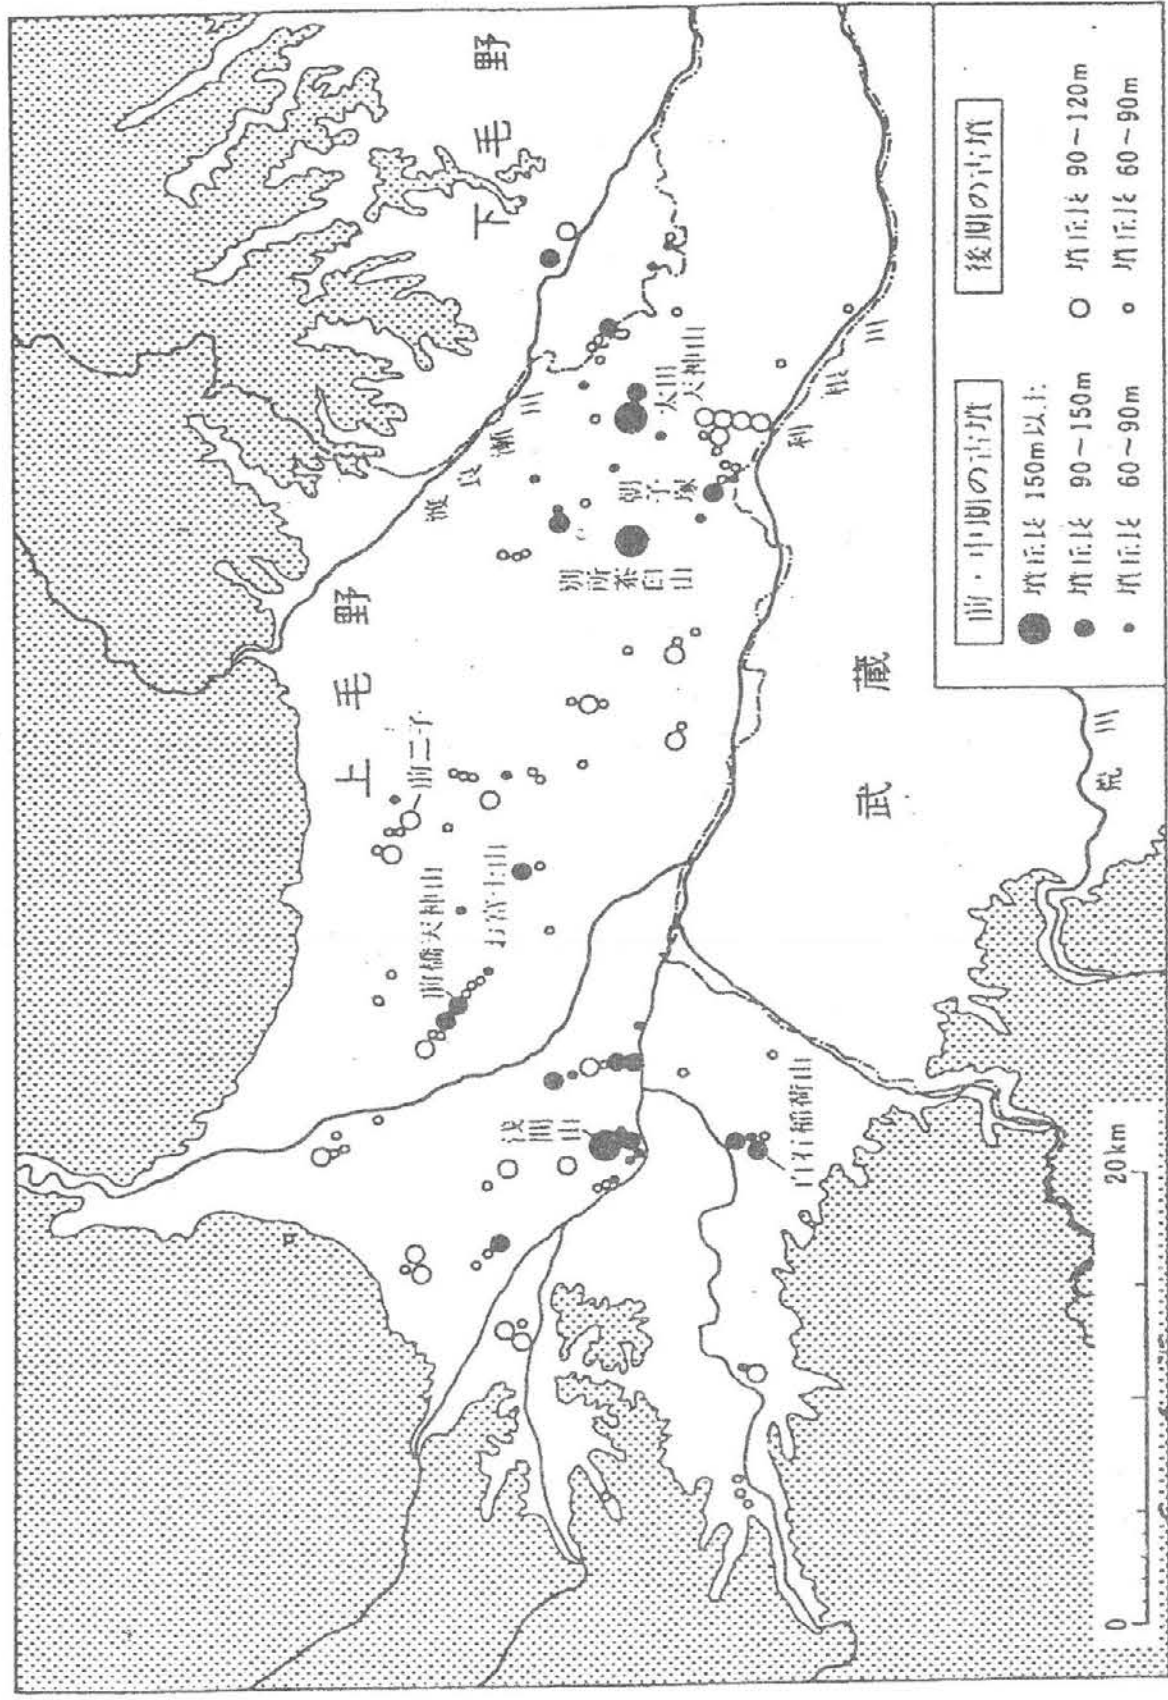 上毛野
下毛野
武蔵
渡良瀬川
利根川
荒川
前二子
前橋天神山
お富士山
浅間山
白石稲荷山
別所茶臼山
朝子塚
太田
天神山
0
20km
前・中期の古墳
墳丘長 150m以上
墳丘長 90～150m
墳丘長 60～90m
後期の古墳
墳丘長 90～120m
墳丘長 60～90m